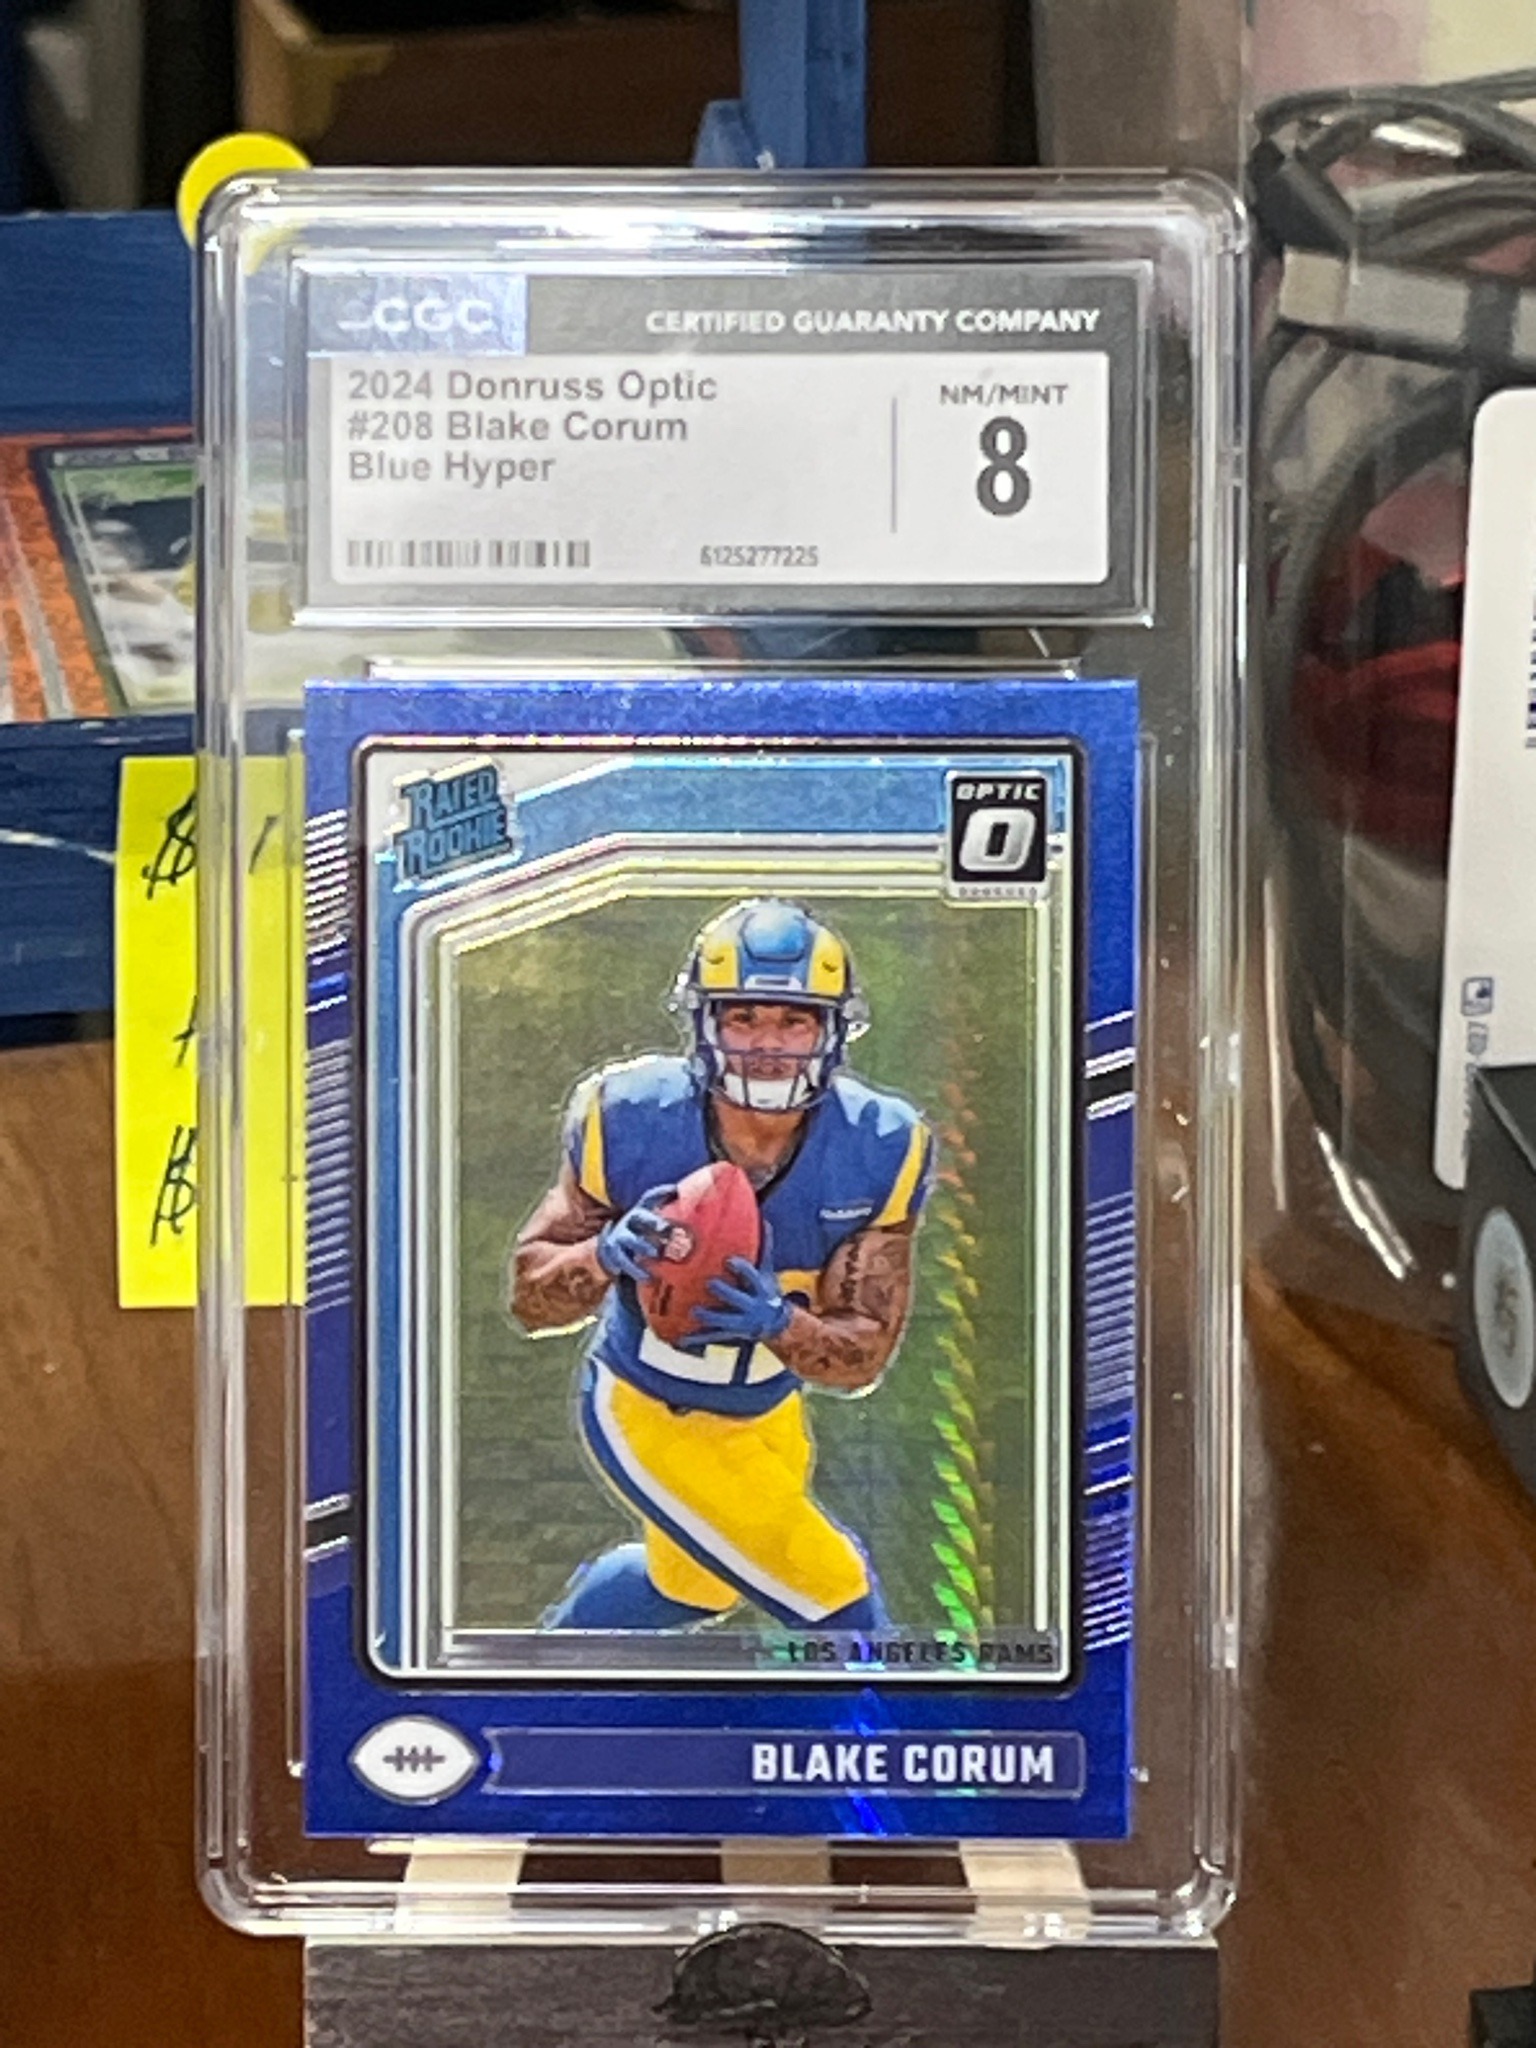 CGC
CERTIFIED GUARANTY COMPANY
2024 Donruss Optic
#208 Blake Corum
Blue Hyper
NM/MINT
8
6125277225
RATED
ROOKIE
OPTIC
O
LOS ANGELES RAMS
BLAKE CORUM
$
$